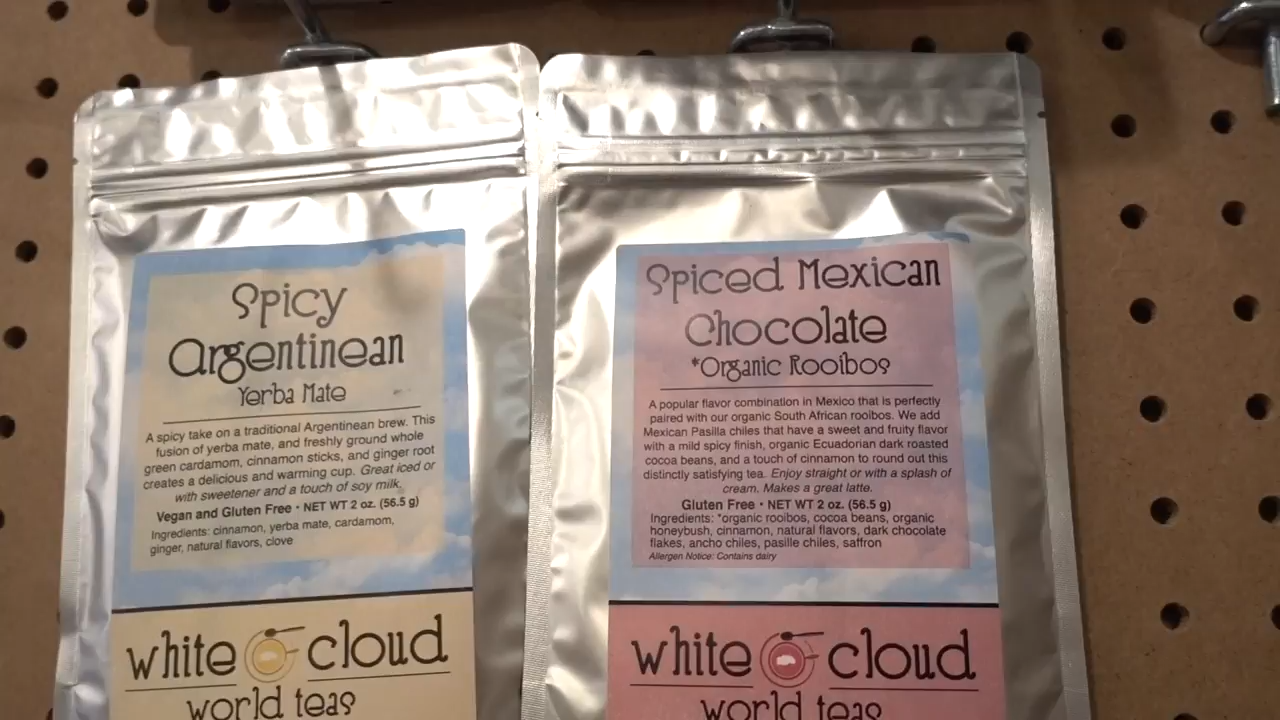 Spicy
Argentinean
Yerba Mate
A spicy take on a traditional Argentinean brew. This
fusion of yerba mate, and freshly ground whole
green cardamom, cinnamon sticks, and ginger root
creates a delicious and warming cup. Great iced or
with sweetener and a touch of soy milk.
Vegan and Gluten Free • NET WT 2 oz. (56.5 g)
Ingredients: cinnamon, yerba mate, cardamom,
ginger, natural flavors, clove
white cloud
world teas
Spiced Mexican
Chocolate
*Organic Rooibos
A popular flavor combination in Mexico that is perfectly
paired with our organic South African rooibos. We add
Mexican Pasilla chiles that have a sweet and fruity flavor
with a mild spicy finish, organic Ecuadorian dark roasted
cocoa beans, and a touch of cinnamon to round out this
distinctly satisfying tea. Enjoy straight or with a splash of
cream. Makes a great latte.
Gluten Free • NET WT 2 oz. (56.5 g)
Ingredients: *organic rooibos, cocoa beans, organic
honeybush, cinnamon, natural flavors, dark chocolate
flakes, ancho chiles, pasille chiles, saffron
Allergen Notice: Contains dairy
white cloud
world teas